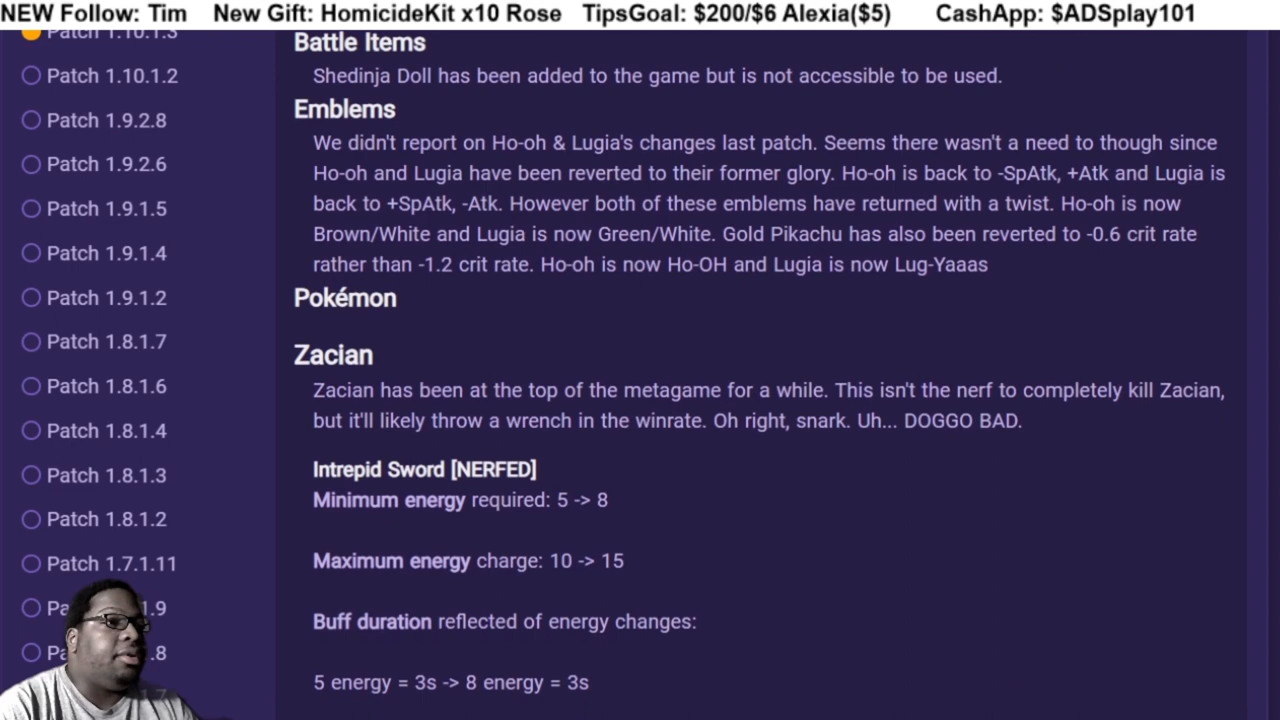 NEW Follow: Tim New Gift: HomicideKit x10 Rose TipsGoal: $200/$6 Alexia($5) CashApp: $ADSplay101
Patch 1.10.1.3
Patch 1.10.1.2
Patch 1.9.2.8
Patch 1.9.2.6
Patch 1.9.1.5
Patch 1.9.1.4
Patch 1.9.1.2
Patch 1.8.1.7
Patch 1.8.1.6
Patch 1.8.1.4
Patch 1.8.1.3
Patch 1.8.1.2
Patch 1.7.1.11
Battle Items
Shedinja Doll has been added to the game but is not accessible to be used.
Emblems
We didn't report on Ho-oh & Lugia's changes last patch. Seems there wasn't a need to though since
Ho-oh and Lugia have been reverted to their former glory. Ho-oh is back to -SpAtk, +Atk and Lugia is
back to +SpAtk, -Atk. However both of these emblems have returned with a twist. Ho-oh is now
Brown/White and Lugia is now Green/White. Gold Pikachu has also been reverted to -0.6 crit rate
rather than -1.2 crit rate. Ho-oh is now Ho-OH and Lugia is now Lug-Yaaas
Pokémon
Zacian
Zacian has been at the top of the metagame for a while. This isn't the nerf to completely kill Zacian,
but it'll likely throw a wrench in the winrate. Oh right, snark. Uh... DOGGO BAD.
Intrepid Sword [NERFED]
Minimum energy required: 5 -> 8
Maximum energy charge: 10 -> 15
Buff duration reflected of energy changes:
5 energy = 3s -> 8 energy = 3s